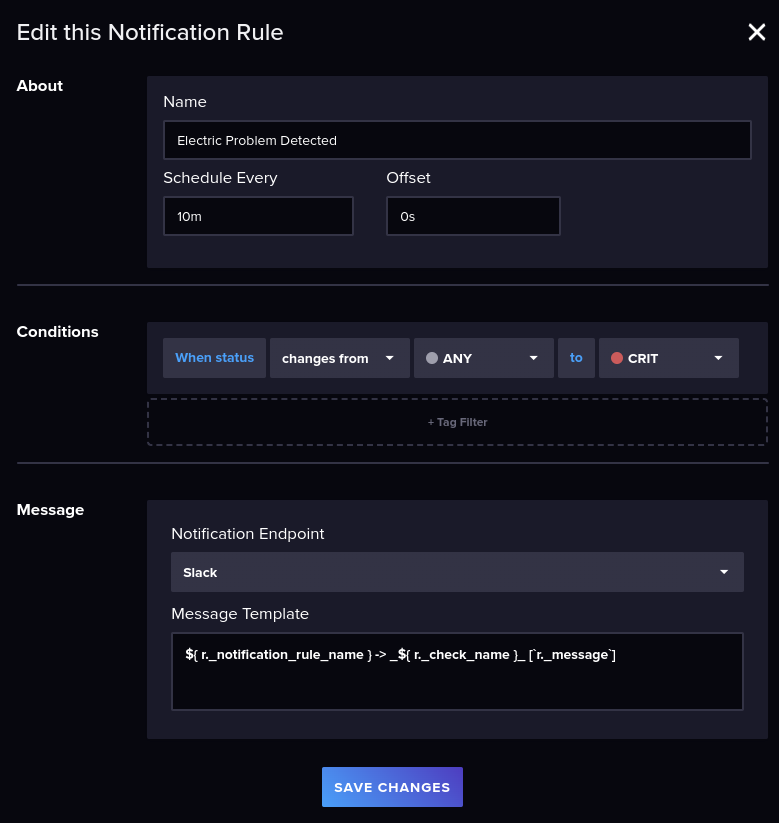 Edit this Notification Rule
About
Name
Electric Problem Detected
Schedule Every
Offset
10m
0s
Conditions
When status
changes from
ANY
to
CRIT
+ Tag Filter
Message
Notification Endpoint
Slack
Message Template
${ r._notification_rule_name } -> _${ r._check_name }_ [`r._message`]
SAVE CHANGES